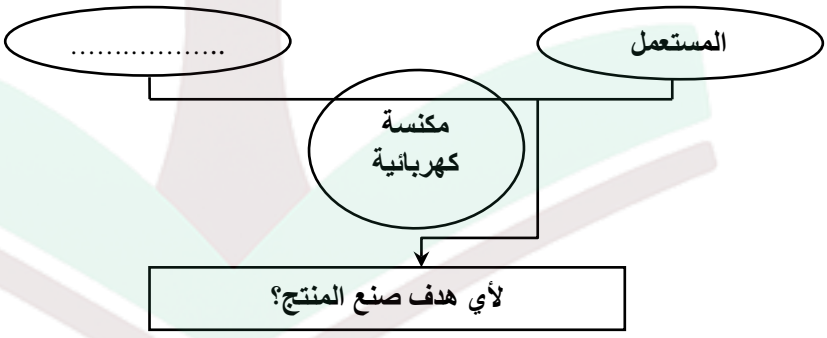 المستعمل
………………..
مكنسة
كهربائية
لأي هدف صنع المنتج؟